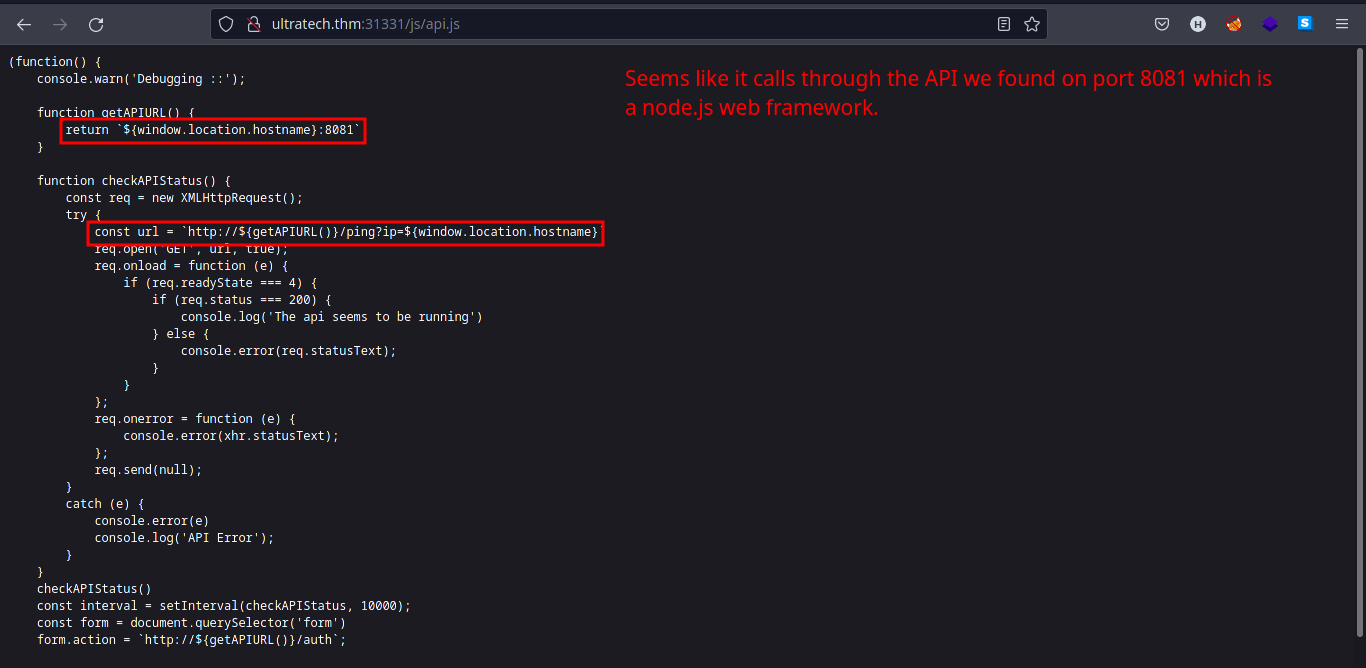 ultratech.thm:31331/js/api.js
H
S
(function() {
    console.warn('Debugging ::');
Seems like it calls through the API we found on port 8081 which is
a node.js web framework.
    function getAPIURL() {
        return `${window.location.hostname}:8081`
    }
    function checkAPIStatus() {
        const req = new XMLHttpRequest();
        try {
            const url = `http://${getAPIURL()}/ping?ip=${window.location.hostname}`
            req.open('GET', url, true);
            req.onload = function (e) {
                if (req.readyState === 4) {
                    if (req.status === 200) {
                        console.log('The api seems to be running')
                    } else {
                        console.error(req.statusText);
                    }
                }
            };
            req.onerror = function (e) {
                console.error(xhr.statusText);
            };
            req.send(null);
        }
        catch (e) {
            console.error(e)
            console.log('API Error');
        }
    }
    checkAPIStatus()
    const interval = setInterval(checkAPIStatus, 10000);
    const form = document.querySelector('form')
    form.action = `http://${getAPIURL()}/auth`;